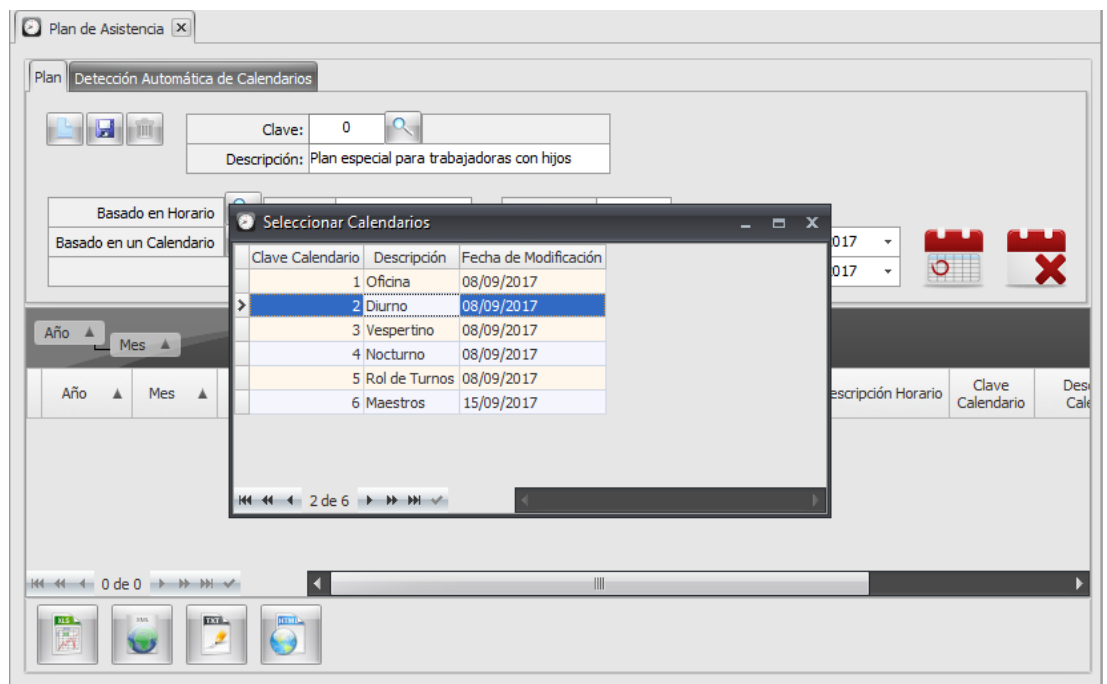 Plan de Asistencia
Plan Detección Automática de Calendarios
Clave: 0
Descripción: Plan especial para trabajadoras con hijos
Basado en Horario
Seleccionar Calendarios
Basado en un Calendario
Clave Calendario Descripción Fecha de Modificación
017
1 Oficina 08/09/2017
017
2 Diurno 08/09/2017
3 Vespertino 08/09/2017
Año
Mes
4 Nocturno 08/09/2017
5 Rol de Turnos 08/09/2017
Año Mes escripción Horario Clave Calendario
6 Maestros 15/09/2017
2 de 6
0 de 0
XLS XML TXT HTML